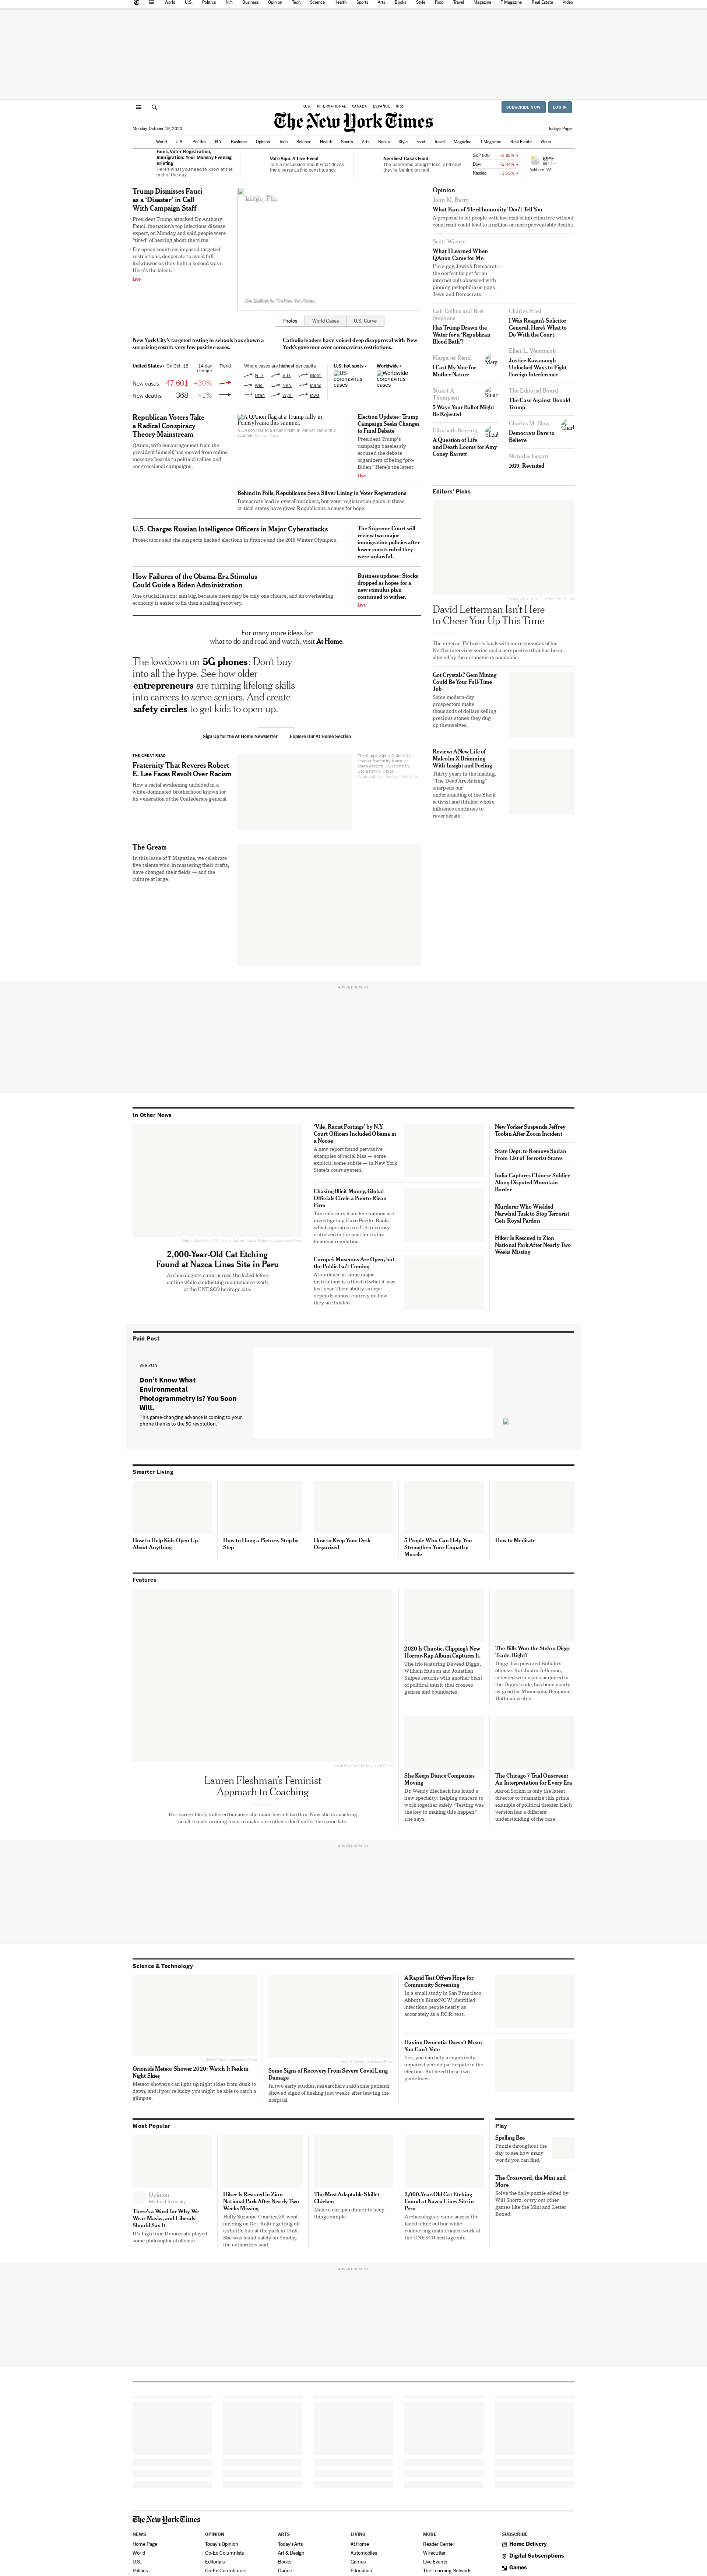 World U.S. Politics N.Y. Business Opinion Tech Science Health Sports Arts Books Style Food Travel Magazine T Magazine Real Estate Video
U.S. INTERNATIONAL CANADA ESPAÑOL 中文
SUBSCRIBE NOW LOG IN
The New York Times
Monday, October 19, 2020
Today's Paper
World U.S. Politics N.Y. Business Opinion Tech Science Health Sports Arts Books Style Food Travel Magazine T Magazine Real Estate Video
Fauci, Voter Registration,
Immigration: Your Monday Evening
Briefing
Here's what you need to know at the
end of the day.
Vote Aquí: A Live Event
Join a discussion about what drives
the diverse Latino constituency.
Neediest Cases Fund
The pandemic brought loss, and now
they're behind on rent.
S&P 500 -1.63%
Dow -1.44%
Nasdaq -1.65%
69°F
Ashburn, VA
Trump Dismisses Fauci
as a 'Disaster' in Call
With Campaign Staff
President Trump attacked Dr. Anthony
Fauci, the nation's top infectious disease
expert, on Monday and said people were
"tired" of hearing about the virus.
European countries imposed targeted
restrictions, desperate to avoid full
lockdowns as they fight a second wave.
Here's the latest.
Live
Photos World Cases U.S. Curve
New York City's targeted testing in schools has shown a
surprising result: very few positive cases.
Catholic leaders have voiced deep disapproval with New
York's governor over coronavirus restrictions.
United States › On Oct. 18 14-day change Trend
New cases 47,601 +30%
New deaths 368 -1%
Where cases are highest per capita
N.D. S.D. Mont.
Wis. Neb. Idaho
Utah Wyo. Iowa
U.S. hot spots ›
US
coronavirus
cases
Worldwide ›
Worldwide
coronavirus
cases
Republican Voters Take
a Radical Conspiracy
Theory Mainstream
QAnon, with encouragement from the
president himself, has moved from online
message boards to political rallies and
congressional campaigns.
A QAnon flag at a Trump rally in
Pennsylvania this summer.
A QAnon flag at a Trump rally in Pennsylvania this
summer.
Election Updates: Trump
Campaign Seeks Changes
to Final Debate
President Trump's
campaign baselessly
accused the debate
organizers of being "pro-
Biden." Here's the latest.
Live
Behind in Polls, Republicans See a Silver Lining in Voter Registrations
Democrats lead in overall numbers, but voter registration gains in three
critical states have given Republicans a cause for hope.
U.S. Charges Russian Intelligence Officers in Major Cyberattacks
Prosecutors said the suspects hacked elections in France and the 2018 Winter Olympics.
The Supreme Court will
review two major
immigration policies after
lower courts ruled they
were unlawful.
How Failures of the Obama-Era Stimulus
Could Guide a Biden Administration
One crucial lesson: aim big, because there may be only one chance, and an overheating
economy is easier to fix than a halting recovery.
Business updates: Stocks
dropped as hopes for a
new stimulus plan
continued to wither.
Live
For many more ideas for
what to do and read and watch, visit At Home.
The lowdown on 5G phones: Don't buy
into all the hype. See how older
entrepreneurs are turning lifelong skills
into careers to serve seniors. And create
safety circles to get kids to open up.
Sign Up for the At Home Newsletter Explore Our At Home Section
THE GREAT READ
Fraternity That Reveres Robert
E. Lee Faces Revolt Over Racism
How a racial awakening unfolded in a
white-dominated brotherhood known for
its veneration of the Confederate general.
The Kappa Alpha Order's Xi
chapter fraternity house at
Southwestern University in
Georgetown, Texas.
The Greats
In this issue of T Magazine, we celebrate
five talents who, in mastering their crafts,
have changed their fields — and the
culture at large.
Opinion
John M. Barry
What Fans of 'Herd Immunity' Don't Tell You
A proposal to let people with low risk of infection live without
constraint could lead to a million or more preventable deaths.
Scott Wiener
What I Learned When
QAnon Came for Me
I'm a gay, Jewish Democrat —
the perfect target for an
internet cult obsessed with
pinning pedophilia on gays,
Jews and Democrats.
Gail Collins and Bret
Stephens
Has Trump Drawn the
Water for a 'Republican
Blood Bath'?
Charles Fried
I Was Reagan's Solicitor
General. Here's What to
Do With the Court.
Margaret Renkl
I Cast My Vote for
Mother Nature
Ellen L. Weintraub
Justice Kavanaugh
Unlocked Ways to Fight
Foreign Interference
Stuart A.
Thompson
5 Ways Your Ballot Might
Be Rejected
The Editorial Board
The Case Against Donald
Trump
Elizabeth Bruenig
A Question of Life
and Death Looms for Amy
Coney Barrett
Charles M. Blow
Democrats Dare to
Believe
Nicholas Guyatt
1619, Revisited
Editors' Picks
David Letterman Isn't Here
to Cheer You Up This Time
The veteran TV host is back with more episodes of his
Netflix interview series and a perspective that has been
altered by the coronavirus pandemic.
Got Crystals? Gem Mining
Could Be Your Full-Time
Job
Some modern-day
prospectors make
thousands of dollars selling
precious stones they dug
up themselves.
Review: A New Life of
Malcolm X Brimming
With Insight and Feeling
Thirty years in the making,
"The Dead Are Arising"
sharpens our
understanding of the Black
activist and thinker whose
influence continues to
reverberate.
ADVERTISEMENT
In Other News
2,000-Year-Old Cat Etching
Found at Nazca Lines Site in Peru
Archaeologists came across the faded feline
outline while conducting maintenance work
at the UNESCO heritage site.
'Vile, Racist Postings' by N.Y.
Court Officers Included Obama in
a Noose
A new report found pervasive
examples of racial bias — some
explicit, some subtle — in New York
State's court system.
Chasing Illicit Money, Global
Officials Circle a Puerto Rican
Firm
Tax enforcers from five nations are
investigating Euro Pacific Bank,
which operates in a U.S. territory
criticized in the past for its lax
financial regulation.
Europe's Museums Are Open, but
the Public Isn't Coming
Attendance at some major
institutions is a third of what it was
last year. Their ability to cope
depends almost entirely on how
they are funded.
New Yorker Suspends Jeffrey
Toobin After Zoom Incident
State Dept. to Remove Sudan
From List of Terrorist States
India Captures Chinese Soldier
Along Disputed Mountain
Border
Murderer Who Wielded
Narwhal Tusk to Stop Terrorist
Gets Royal Pardon
Hiker Is Rescued in Zion
National Park After Nearly Two
Weeks Missing
Paid Post
VERIZON
Don't Know What
Environmental
Photogrammetry Is? You Soon
Will.
This game-changing advance is coming to your
phone thanks to the 5G revolution.
Smarter Living
How to Help Kids Open Up
About Anything
How to Hang a Picture, Step by
Step
How to Keep Your Desk
Organized
5 People Who Can Help You
Strengthen Your Empathy
Muscle
How to Meditate
Features
Lauren Fleshman's Feminist
Approach to Coaching
Her career likely suffered because she made herself too thin. Now she is coaching
an all-female running team to make sure others don't suffer the same fate.
2020 Is Chaotic. Clipping's New
Horror-Rap Album Captures It.
The trio featuring Daveed Diggs,
William Hutson and Jonathan
Snipes returns with another blast
of political music that crosses
genres and boundaries.
The Bills Won the Stefon Diggs
Trade. Right?
Diggs has powered Buffalo's
offense. But Justin Jefferson,
selected with a pick acquired in
the Diggs trade, has been nearly
as good for Minnesota, Benjamin
Hoffman writes.
She Keeps Dance Companies
Moving
Dr. Wendy Ziecheck has found a
new specialty: helping dancers to
work together safely. "Testing was
the key to making this happen,"
she says.
The Chicago 7 Trial Onscreen:
An Interpretation for Every Era
Aaron Sorkin is only the latest
director to dramatize this prime
example of political theater. Each
version has a different
understanding of the case.
ADVERTISEMENT
Science & Technology
Orionids Meteor Shower 2020: Watch It Peak in
Night Skies
Meteor showers can light up night skies from dusk to
dawn, and if you're lucky you might be able to catch a
glimpse.
Some Signs of Recovery From Severe Covid Lung
Damage
In two early studies, researchers said some patients
showed signs of healing just weeks after leaving the
hospital.
A Rapid Test Offers Hope for
Community Screening
In a small study in San Francisco,
Abbott's BinaxNOW identified
infectious people nearly as
accurately as a P.C.R. test.
Having Dementia Doesn't Mean
You Can't Vote
Yes, you can help a cognitively
impaired person participate in the
election. But heed these two
guidelines.
Most Popular
Opinion
Michael Tomasky
There's a Word for Why We
Wear Masks, and Liberals
Should Say It
It's high time Democrats played
some philosophical offense.
Hiker Is Rescued in Zion
National Park After Nearly Two
Weeks Missing
Holly Suzanne Courtier, 38, went
missing on Oct. 6 after getting off
a shuttle bus at the park in Utah.
She was found safely on Sunday,
the authorities said.
The Most Adaptable Skillet
Chicken
Make a one-pan dinner to keep
things simple.
2,000-Year-Old Cat Etching
Found at Nazca Lines Site in
Peru
Archaeologists came across the
faded feline outline while
conducting maintenance work at
the UNESCO heritage site.
Play
Spelling Bee
Puzzle throughout the
day to see how many
words you can find.
The Crossword, the Mini and
More
Solve the daily puzzle edited by
Will Shortz, or try out other
games like the Mini and Letter
Boxed.
ADVERTISEMENT
The New York Times
NEWS OPINION ARTS LIVING MORE SUBSCRIBE
Home Page Today's Opinion Today's Arts At Home Reader Center Home Delivery
World Op-Ed Columnists Art & Design Automobiles Wirecutter Digital Subscriptions
U.S. Editorials Books Games Live Events Games
Politics Op-Ed Contributors Dance Education The Learning Network